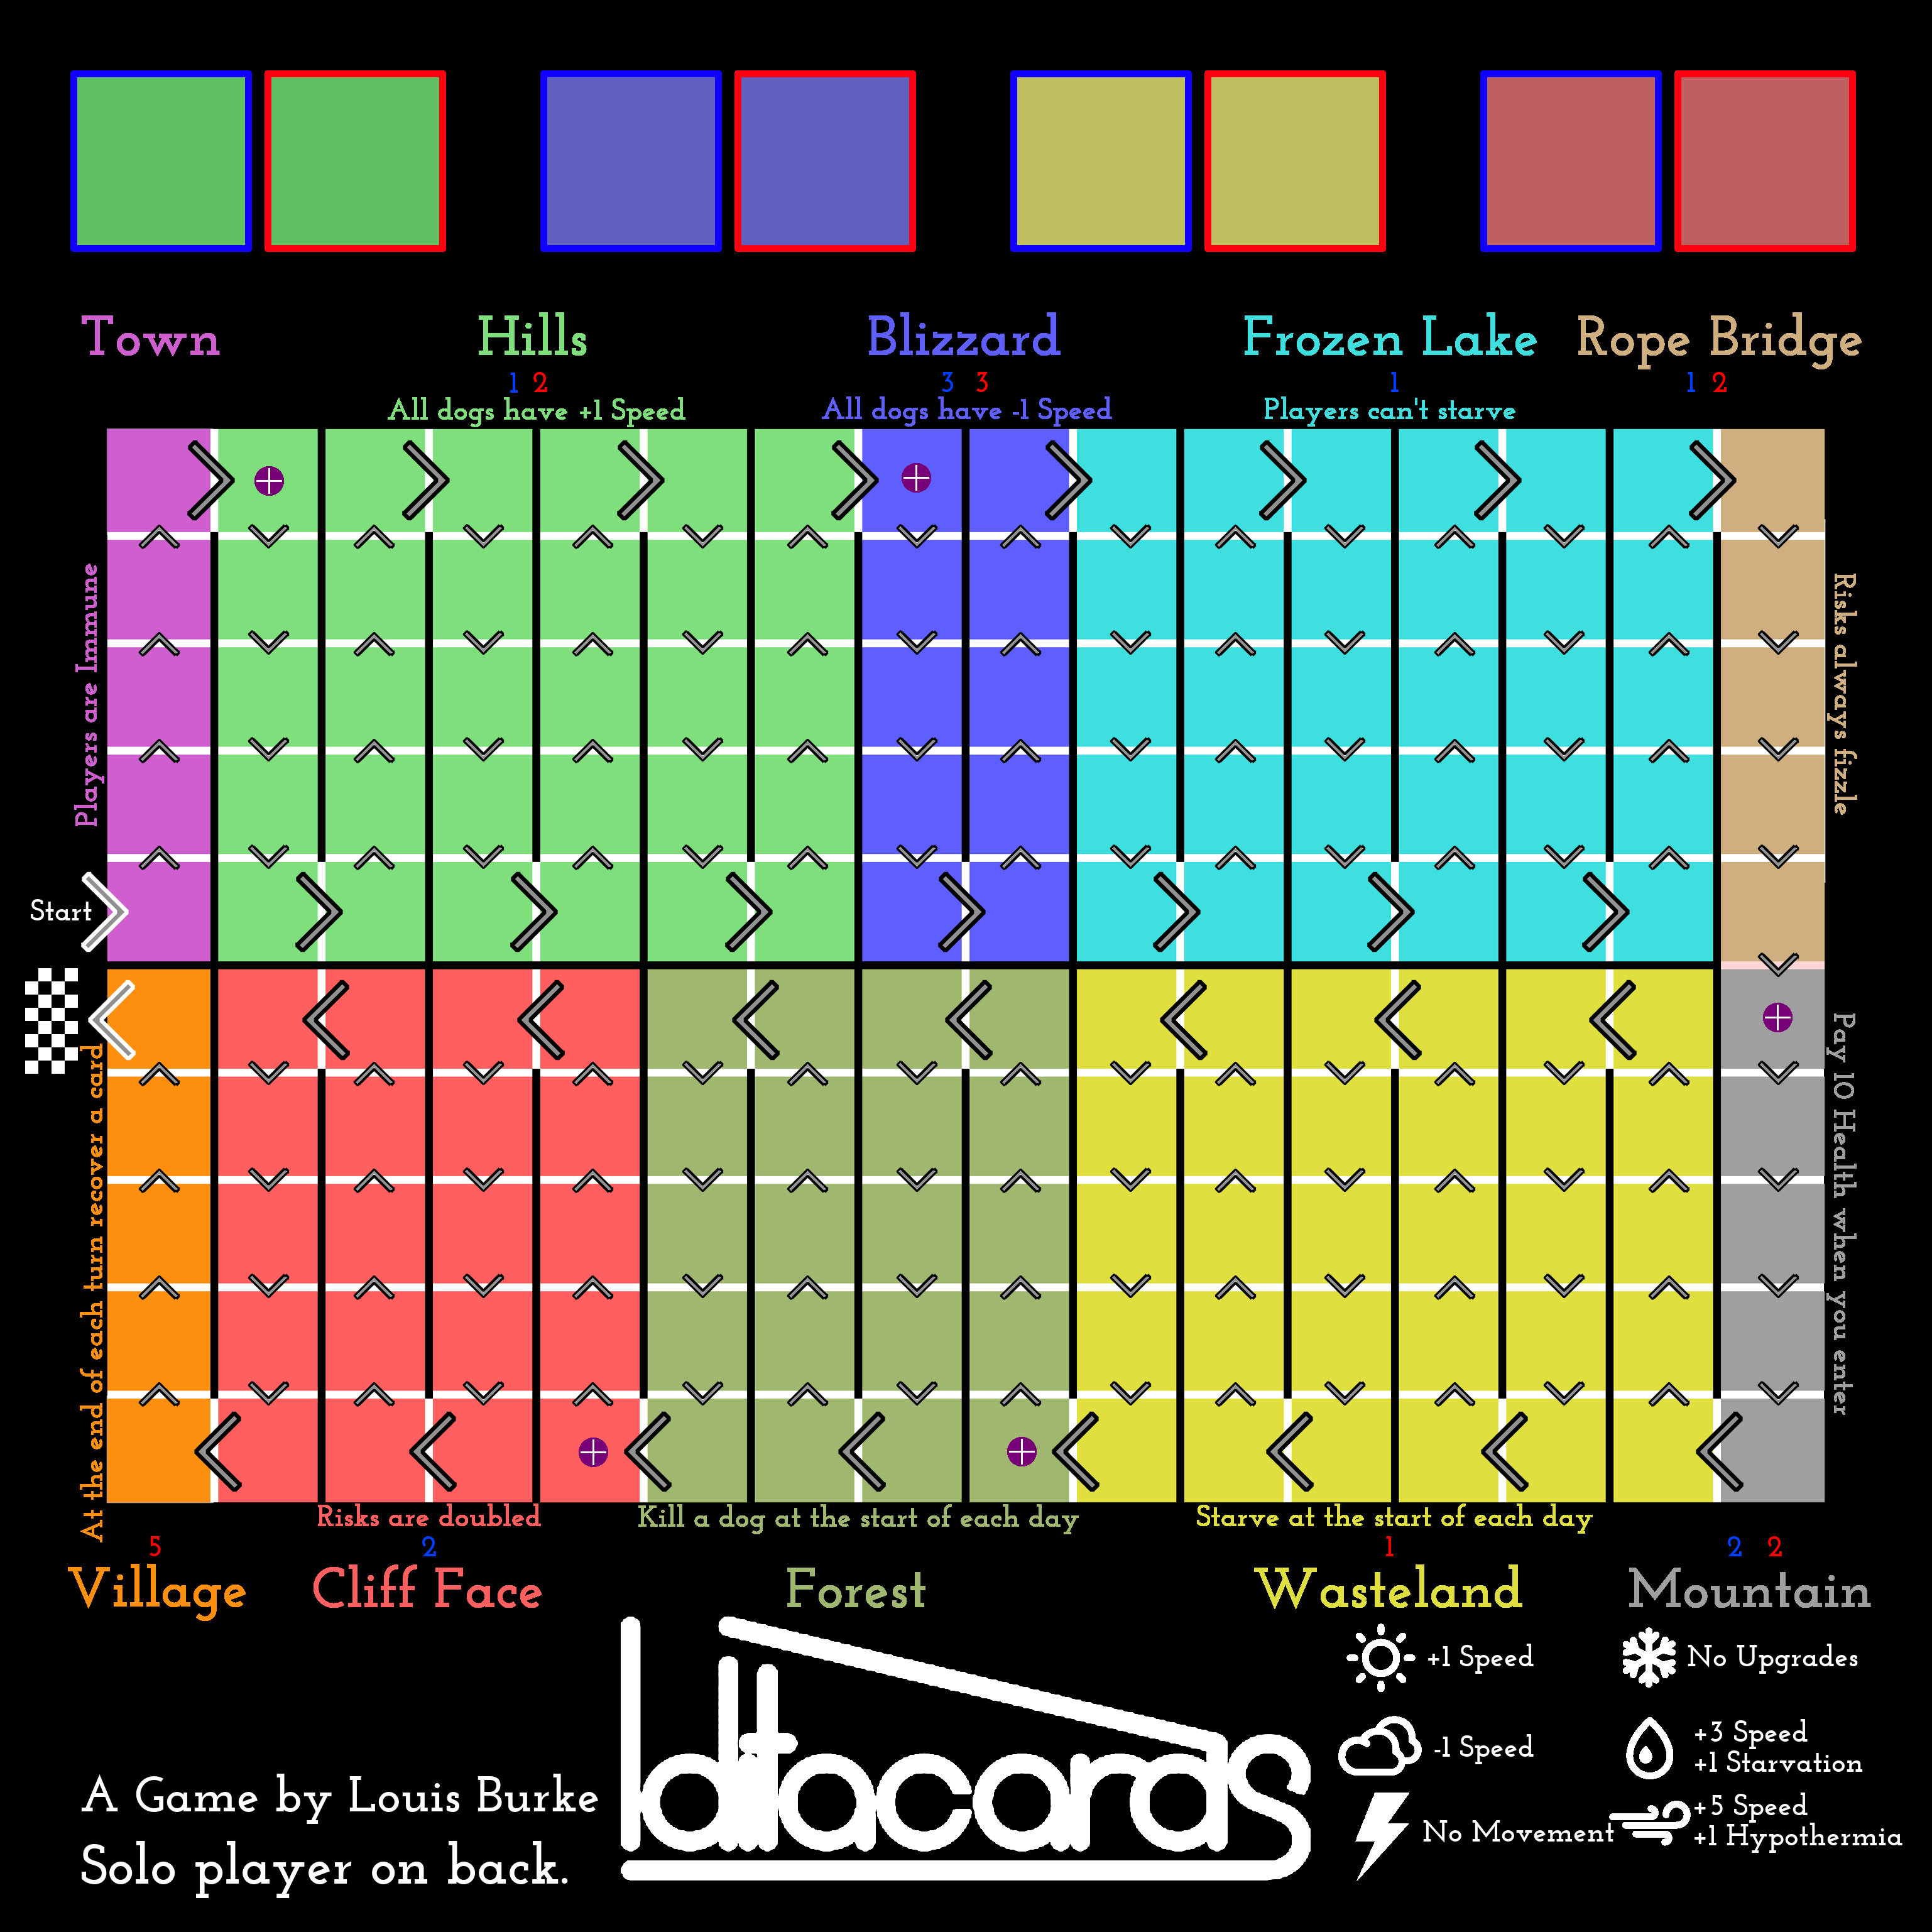 Town
Hills
Blizzard
Frozen Lake
Rope Bridge
1 2
3 3
1
1 2
All dogs have +1 Speed
All dogs have -1 Speed
Players can't starve
Players are Immune
Risks always fizzle
Start
At the end of each turn recover a card
Pay 10 Health when you enter
Risks are doubled
Kill a dog at the start of each day
Starve at the start of each day
5
2
1
2 2
Village
Cliff Face
Forest
Wasteland
Mountain
Iditacards
A Game by Louis Burke
Solo player on back.
+1 Speed
No Upgrades
-1 Speed
+3 Speed
+1 Starvation
No Movement
+5 Speed
+1 Hypothermia